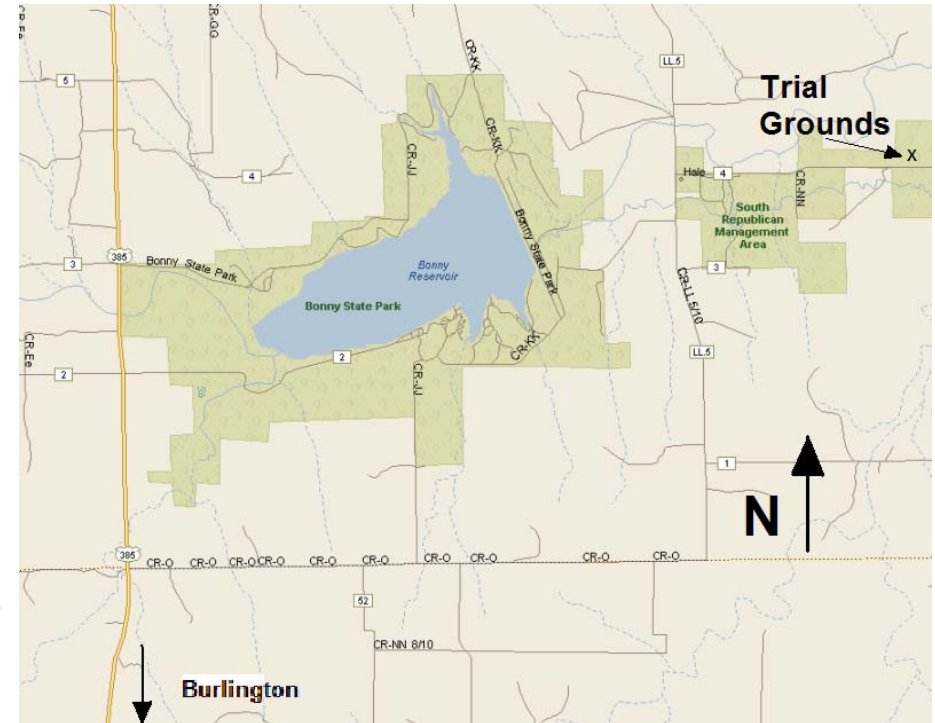 CR-Ee
CR-GG
CR-KK
5
LL.5
Trial
Grounds
X
CR-KK
CR-JJ
4
Hale
4
CR-NN
South
Republican
Management
Area
Bonny State Park
385
3
Bonny State Park
Bonny
Reservoir
3
Bonny State Park
CR-LL 5/10
CR-Ee
2
2
CR-KK
LL.5
CR-JJ
1
N
385
CR-O CR-O CR-O CR-O CR-O CR-O CR-O CR-O CR-O CR-O
52
CR-NN 8/10
Burlington